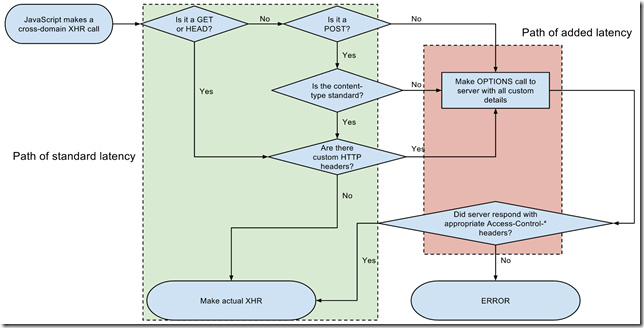 JavaScript makes a
cross-domain XHR call
Is it a GET
or HEAD?
No
Is it a
POST?
No
Path of added latency
Yes
Yes
Is the content-
type standard?
No
Make OPTIONS call to
server with all custom
details
Yes
Path of standard latency
Are there
custom HTTP
headers?
Yes
No
Did server respond with
appropriate Access-Control-*
headers?
Yes
No
Make actual XHR
ERROR